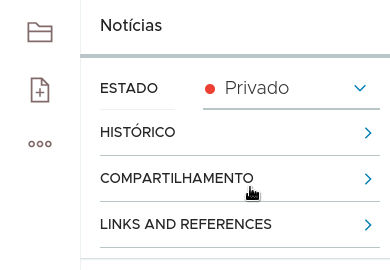 Notícias
ESTADO
Privado
HISTÓRICO
COMPARTILHAMENTO
LINKS AND REFERENCES